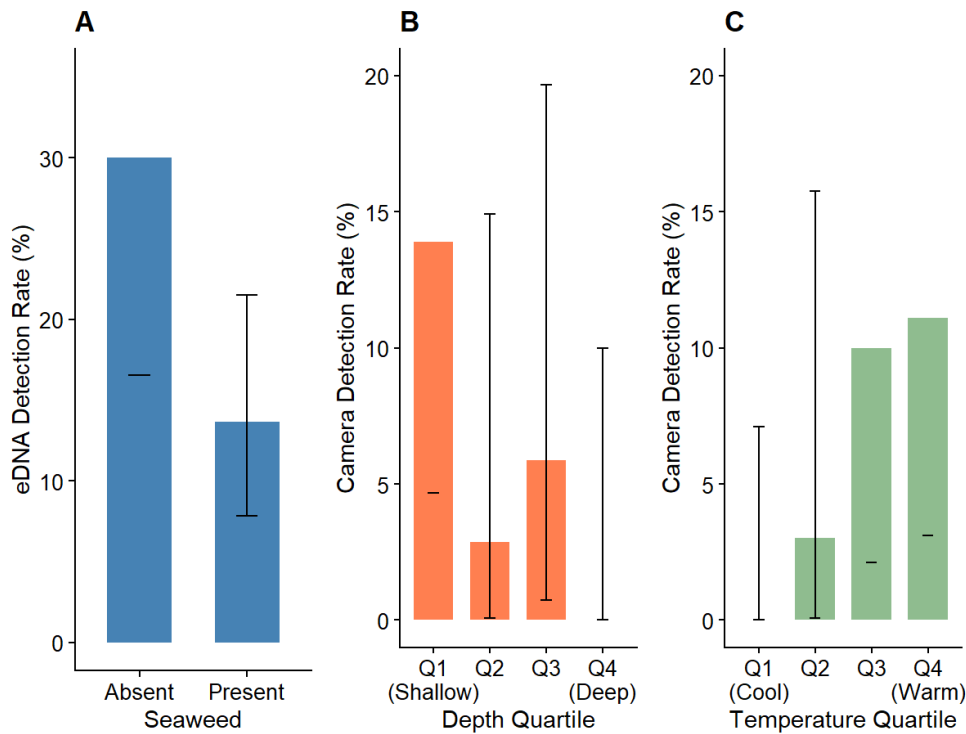 A
eDNA Detection Rate (%)
30
20
10
0
Absent Present
Seaweed
B
Camera Detection Rate (%)
20
15
10
5
0
Q1 Q2 Q3 Q4
(Shallow) (Deep)
Depth Quartile
C
Camera Detection Rate (%)
20
15
10
5
0
Q1 Q2 Q3 Q4
(Cool) (Warm)
Temperature Quartile